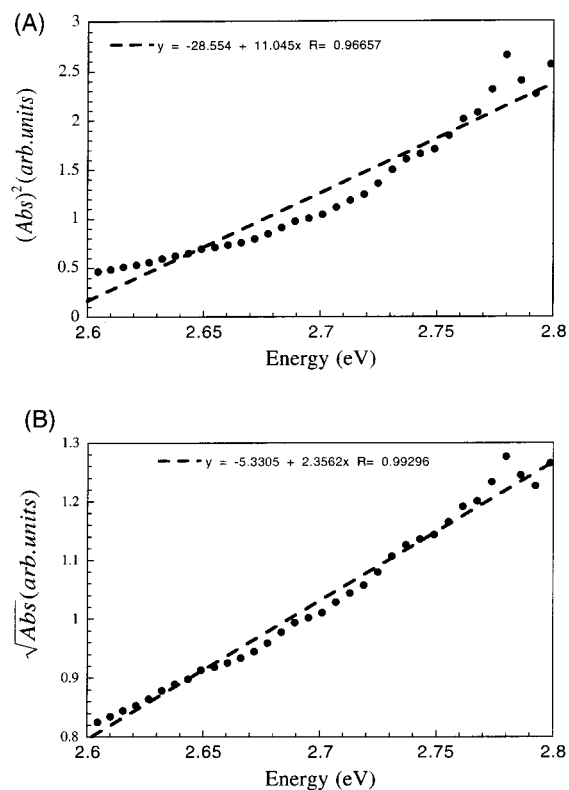 (A)
y = -28.554 + 11.045x R= 0.96657
3
2.5
2
1.5
1
0.5
0
(Abs)²(arb.units)
2.6 2.65 2.7 2.75 2.8
Energy (eV)
(B)
y = -5.3305 + 2.3562x R= 0.99296
1.3
1.2
1.1
1
0.9
0.8
√Abs(arb.units)
2.6 2.65 2.7 2.75 2.8
Energy (eV)